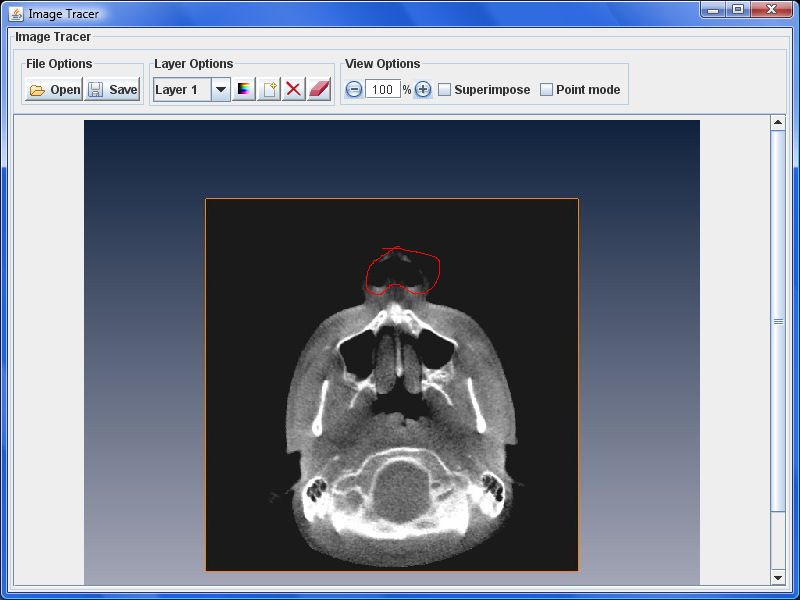 Image Tracer
Image Tracer
File Options Layer Options View Options
Open Save Layer 1 100 % Superimpose Point mode